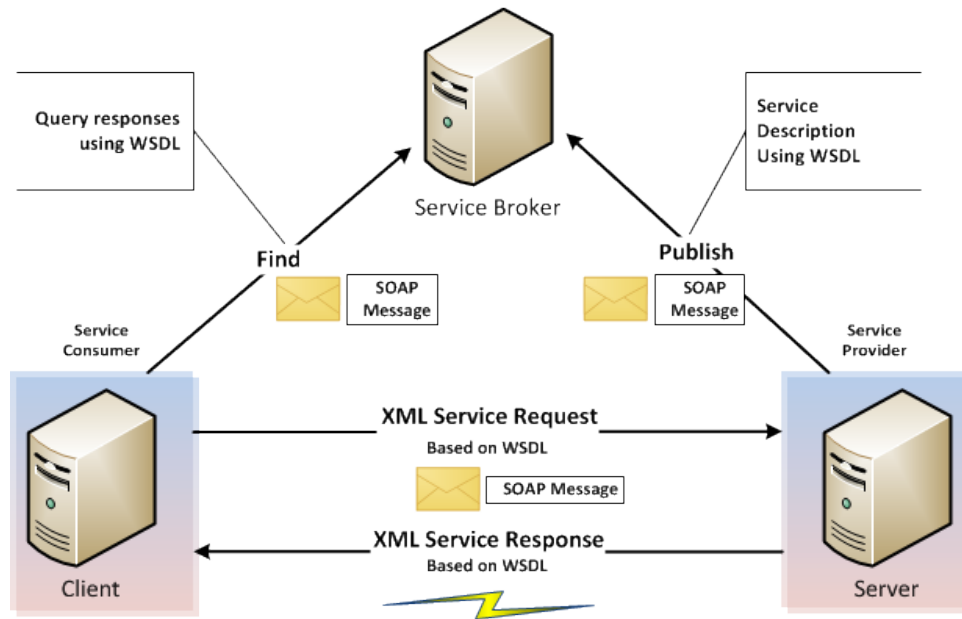 Query responses
using WSDL
Service
Description
Using WSDL
Service Broker
Find
Publish
SOAP
Message
SOAP
Message
Service
Consumer
Service
Provider
XML Service Request
Based on WSDL
SOAP Message
XML Service Response
Based on WSDL
Client
Server